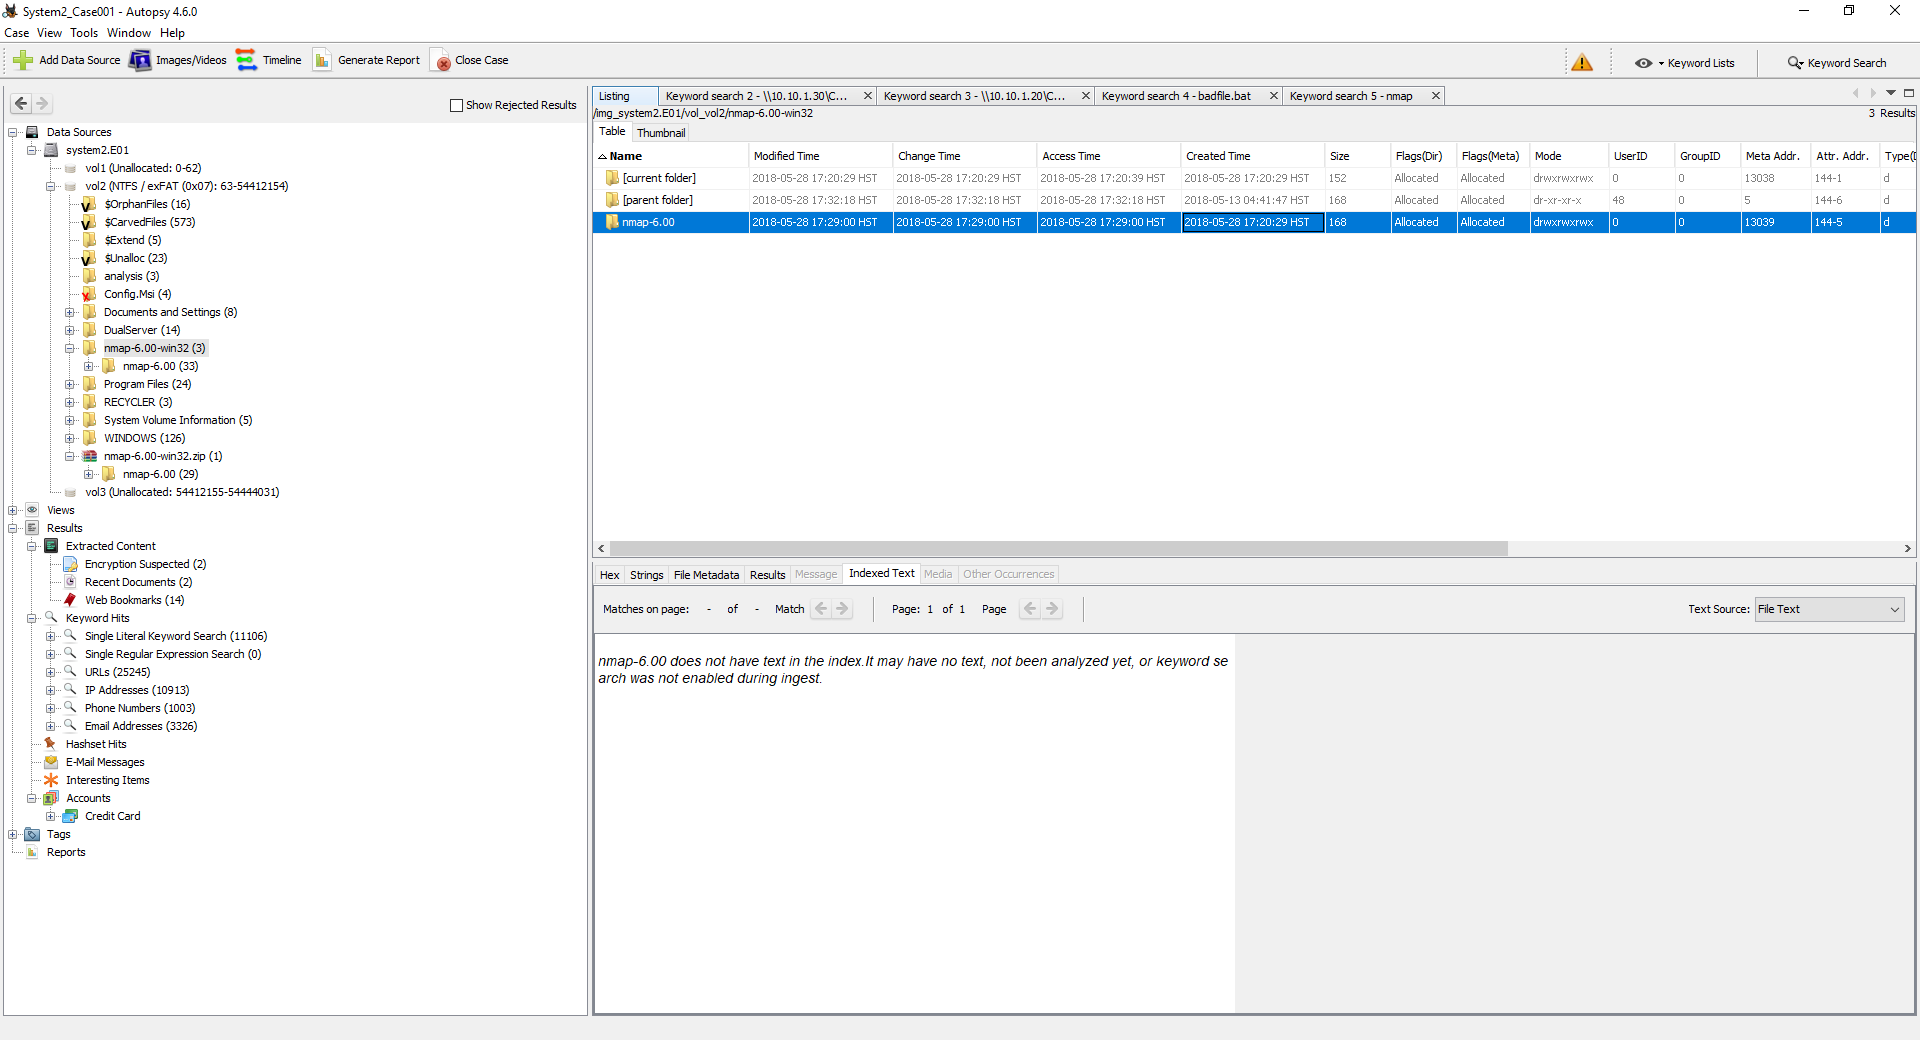 System2_Case001 - Autopsy 4.6.0
Case View Tools Window Help
Add Data Source Images/Videos Timeline Generate Report Close Case Keyword Lists Keyword Search
Show Rejected Results
Data Sources
system2.E01
vol1 (Unallocated: 0-62)
vol2 (NTFS / exFAT (0x07): 63-54412154)
$OrphanFiles (16)
$CarvedFiles (573)
$Extend (5)
$Unalloc (23)
analysis (3)
Config.Msi (4)
Documents and Settings (8)
DualServer (14)
nmap-6.00-win32 (3)
nmap-6.00 (33)
Program Files (24)
RECYCLER (3)
System Volume Information (5)
WINDOWS (126)
nmap-6.00-win32.zip (1)
nmap-6.00 (29)
vol3 (Unallocated: 54412155-54444031)
Views
Results
Extracted Content
Encryption Suspected (2)
Recent Documents (2)
Web Bookmarks (14)
Keyword Hits
Single Literal Keyword Search (11106)
Single Regular Expression Search (0)
URLs (25245)
IP Addresses (10913)
Phone Numbers (1003)
Email Addresses (3326)
Hashset Hits
E-Mail Messages
Interesting Items
Accounts
Credit Card
Tags
Reports
Listing Keyword search 2 - \\10.10.1.30\C... Keyword search 3 - \\10.10.1.20\C... Keyword search 4 - badfile.bat Keyword search 5 - nmap
/img_system2.E01/vol_vol2/nmap-6.00-win32 3 Results
Table Thumbnail
Name Modified Time Change Time Access Time Created Time Size Flags(Dir) Flags(Meta) Mode UserID GroupID Meta Addr. Attr. Addr. Type(D
[current folder] 2018-05-28 17:20:29 HST 2018-05-28 17:20:29 HST 2018-05-28 17:20:39 HST 2018-05-28 17:20:29 HST 152 Allocated Allocated drwxrwxrwx 0 0 13038 144-1 d
[parent folder] 2018-05-28 17:32:18 HST 2018-05-28 17:32:18 HST 2018-05-28 17:32:18 HST 2018-05-13 04:41:47 HST 168 Allocated Allocated dr-xr-xr-x 48 0 5 144-6 d
nmap-6.00 2018-05-28 17:29:00 HST 2018-05-28 17:29:00 HST 2018-05-28 17:29:00 HST 2018-05-28 17:20:29 HST 168 Allocated Allocated drwxrwxrwx 0 0 13039 144-5 d
Hex Strings File Metadata Results Message Indexed Text Media Other Occurrences
Matches on page: - of - Match Page: 1 of 1 Page Text Source: File Text
nmap-6.00 does not have text in the index.It may have no text, not been analyzed yet, or keyword se
arch was not enabled during ingest.